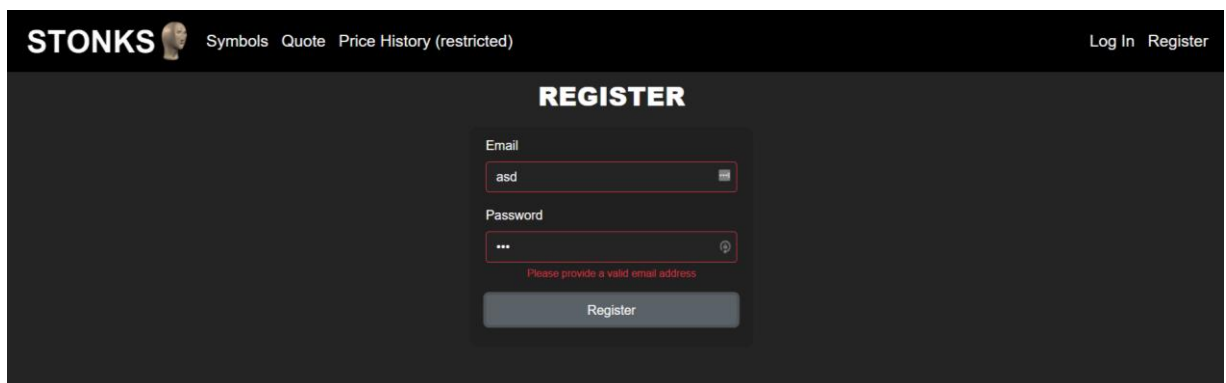 STONKS Symbols Quote Price History (restricted) Log In Register
REGISTER
Email
asd
Password
•••
Please provide a valid email address
Register